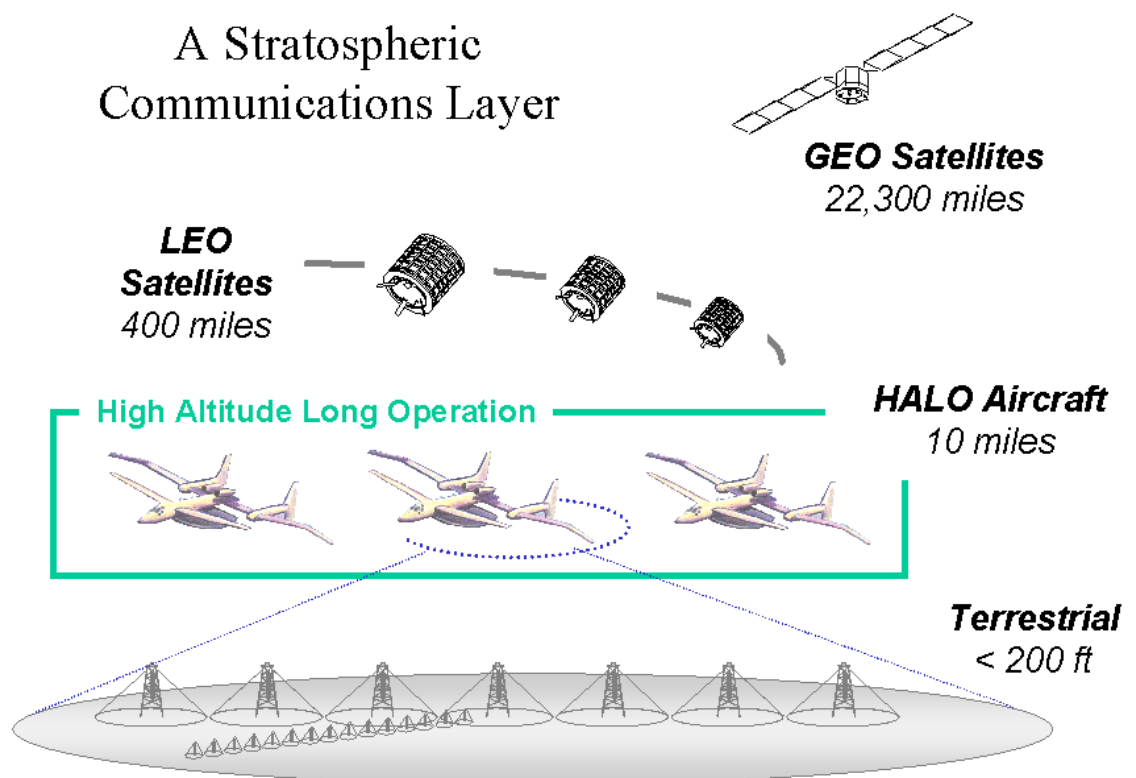 A Stratospheric
Communications Layer
GEO Satellites
22,300 miles
LEO
Satellites
400 miles
High Altitude Long Operation
HALO Aircraft
10 miles
Terrestrial
< 200 ft